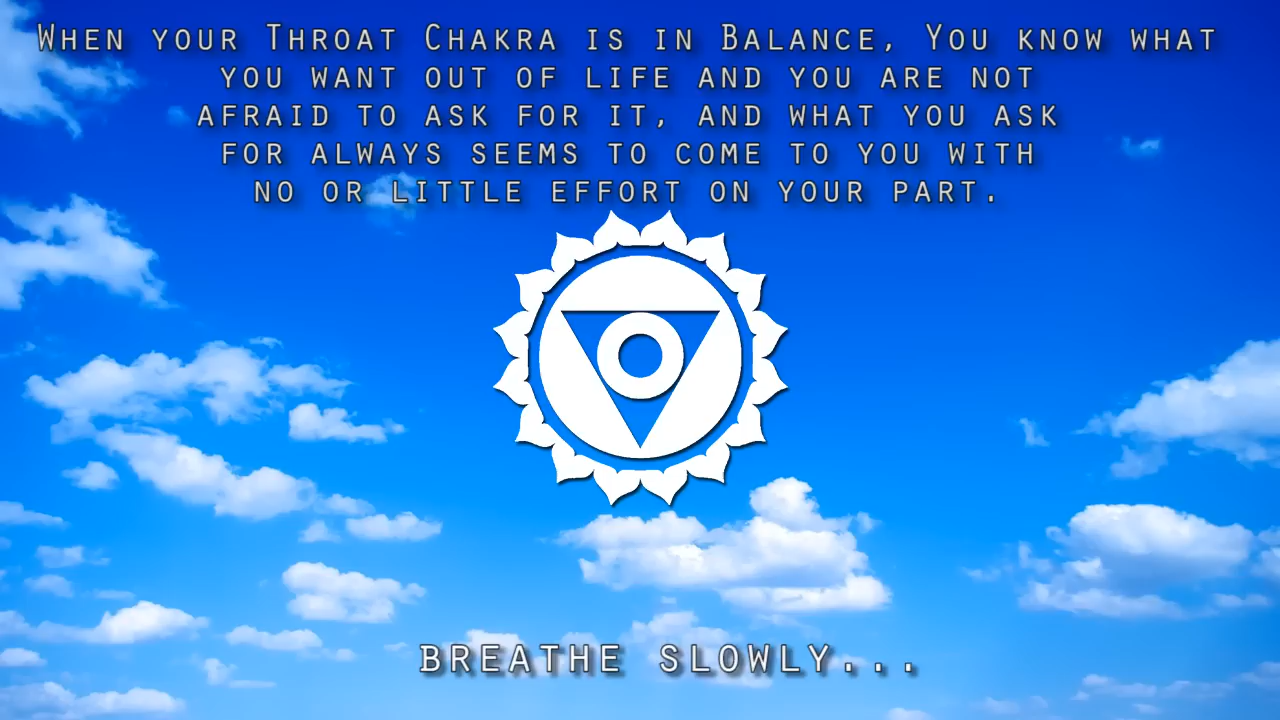 When your Throat Chakra is in Balance, You know what
you want out of life and you are not
afraid to ask for it, and what you ask
for always seems to come to you with
no or little effort on your part.
breathe slowly...